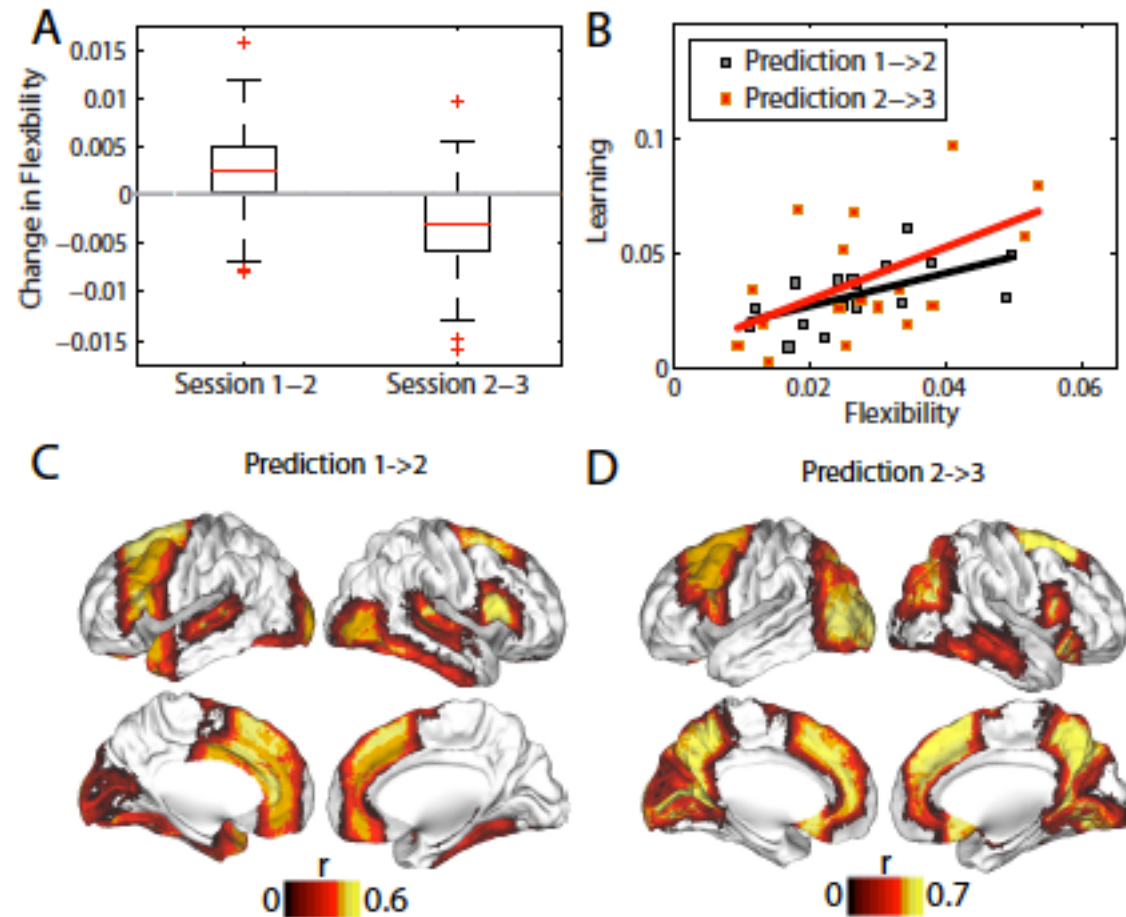 A
0.015
0.01
0.005
0
−0.005
−0.01
−0.015
Change in Flexibility
Session 1−2
Session 2−3
B
Prediction 1−>2
Prediction 2−>3
0.1
0.05
0
Learning
0
0.02
0.04
0.06
Flexibility
C
Prediction 1->2
D
Prediction 2->3
r
0
0.6
r
0
0.7